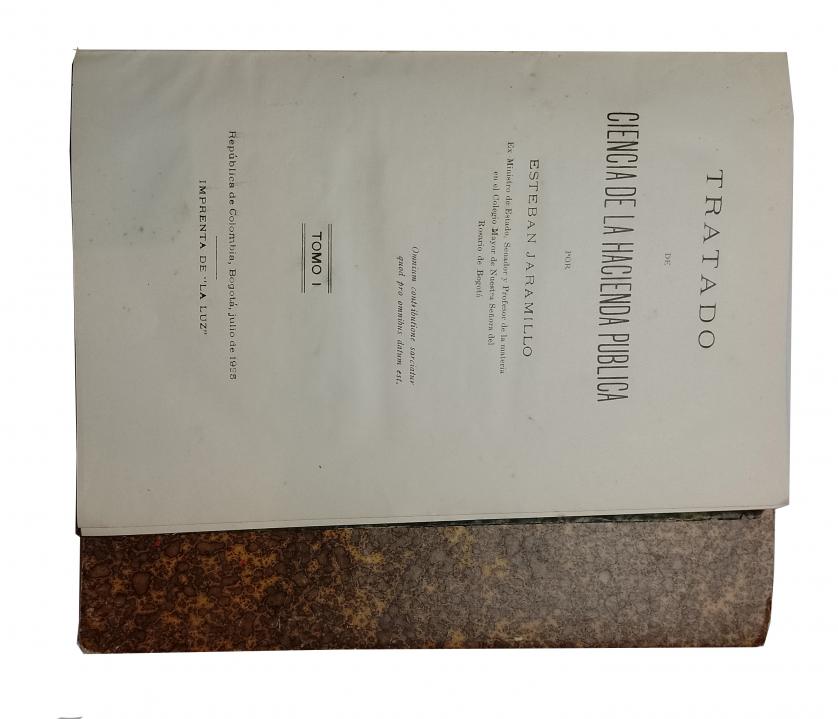 TRATADO
DE
CIENCIA DE LA HACIENDA PUBLICA
POR
ESTEBAN JARAMILLO
Ex Ministro de Estado, Senador y Profesor de la materia
en el Colegio Mayor de Nuestra Señora del
Rosario de Bogotá
Omnium contributione sarciatur
quod pro omnibus datum est.
TOMO I
República de Colombia, Bogotá, julio de
IMPRENTA DE "LA LUZ"